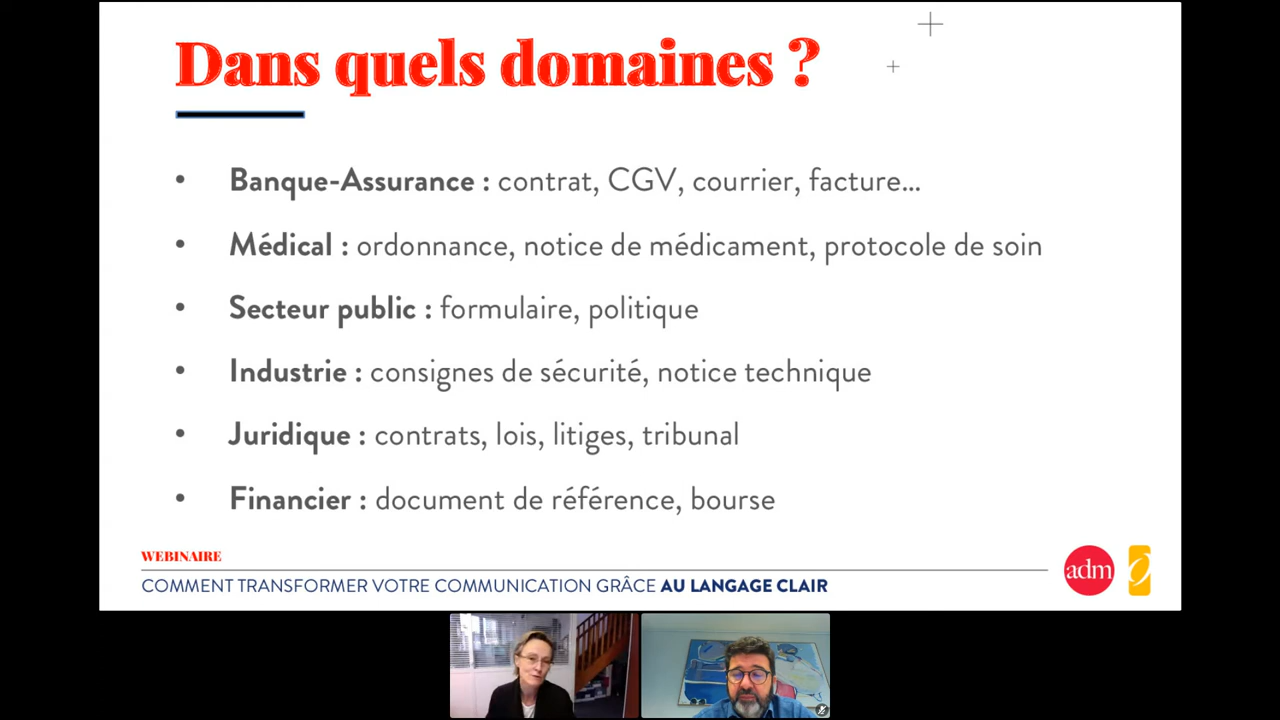 Dans quels domaines ?
• Banque-Assurance : contrat, CGV, courrier, facture...
• Médical : ordonnance, notice de médicament, protocole de soin
• Secteur public : formulaire, politique
• Industrie : consignes de sécurité, notice technique
• Juridique : contrats, lois, litiges, tribunal
• Financier : document de référence, bourse
WEBINAIRE
COMMENT TRANSFORMER VOTRE COMMUNICATION GRÂCE AU LANGAGE CLAIR
adm